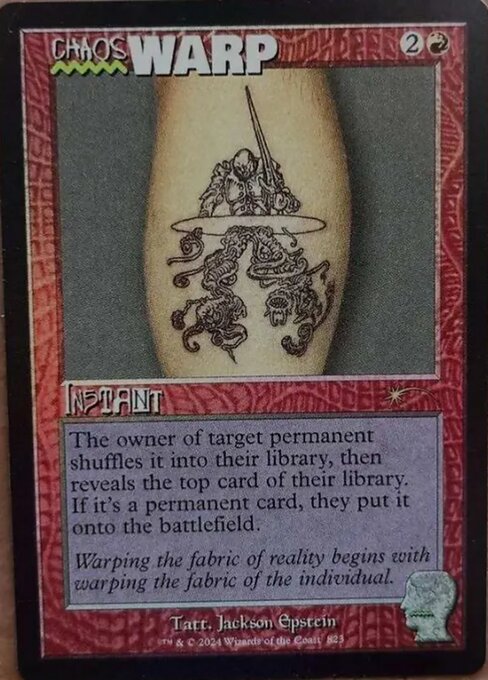 CHAOS WARP 2
INSTANT
The owner of target permanent
shuffles it into their library, then
reveals the top card of their library.
If it's a permanent card, they put it
onto the battlefield.
Warping the fabric of reality begins with
warping the fabric of the individual.
Tatt. Jackson Epstein
™ & © 2024 Wizards of the Coast 823